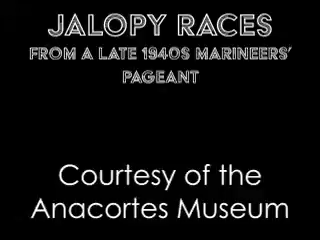 JALOPY RACES
FROM A LATE 1940S MARINEERS'
PAGEANT
Courtesy of the
Anacortes Museum